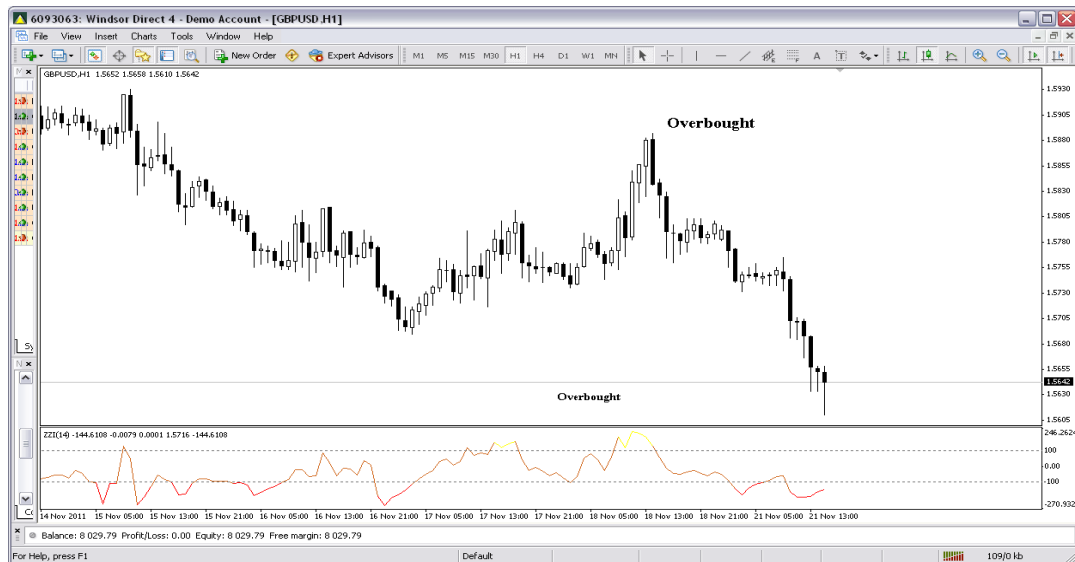 6093063: Windsor Direct 4 - Demo Account - [GBPUSD,H1]
File View Insert Charts Tools Window Help
New Order Expert Advisors M1 M5 M15 M30 H1 H4 D1 W1 MN A T
GBPUSD,H1 1.5652 1.5658 1.5610 1.5642
1.5930
Overbought
1.5905
1.5880
1.5855
1.5830
1.5805
1.5780
1.5755
1.5730
1.5705
1.5680
1.5655
1.5642
1.5630
Overbought
1.5605
ZZI(14) -144.6108 -0.0079 0.0001 1.5716 -144.6108
246.2624
100
0.00
-100
-270.932
14 Nov 2011 15 Nov 05:00 15 Nov 13:00 15 Nov 21:00 16 Nov 05:00 16 Nov 13:00 16 Nov 21:00 17 Nov 05:00 17 Nov 13:00 17 Nov 21:00 18 Nov 05:00 18 Nov 13:00 18 Nov 21:00 21 Nov 05:00 21 Nov 13:00
Balance: 8 029.79 Profit/Loss: 0.00 Equity: 8 029.79 Free margin: 8 029.79
For Help, press F1 Default 109/0 kb